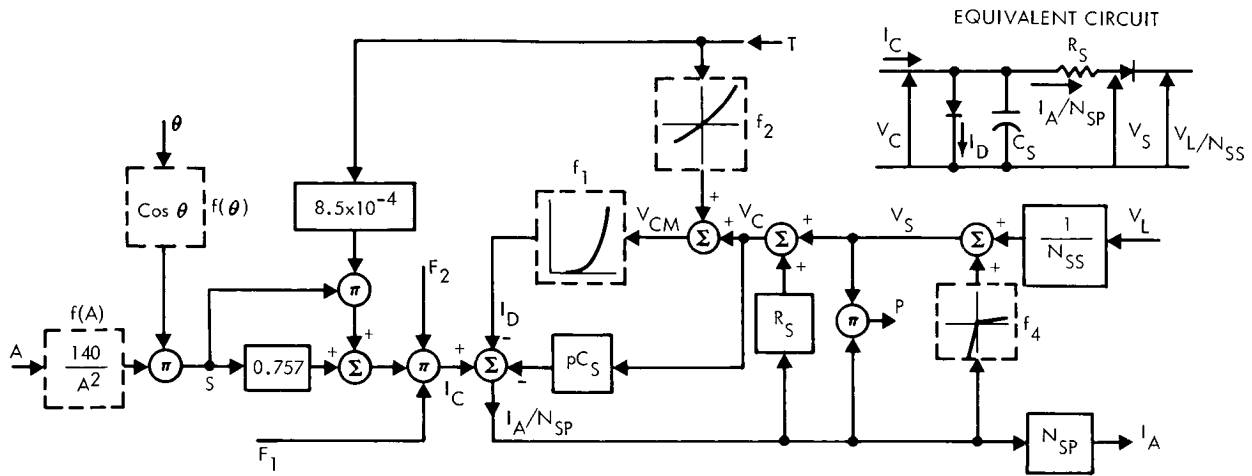 EQUIVALENT CIRCUIT
I_C
R_S
T
I_A/N_SP
V_C
I_D
C_S
V_S
V_L/N_SS
f_2
θ
Cos θ
f(θ)
8.5x10⁻⁴
f_1
+
V_CM
Σ
+
V_C
Σ
+
+
V_S
Σ
+
+
1
N_SS
V_L
π
F_2
I_D
R_S
π
P
f_4
f(A)
A
140
A²
π
S
0.757
+
+
Σ
π
I_C
+
-
Σ
-
pC_S
F_1
I_A/N_SP
N_SP
I_A